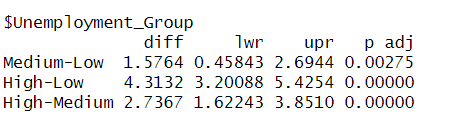 $Unemployment_Group
diff lwr upr p adj
Medium-Low 1.5764 0.45843 2.6944 0.00275
High-Low 4.3132 3.20088 5.4254 0.00000
High-Medium 2.7367 1.62243 3.8510 0.00000